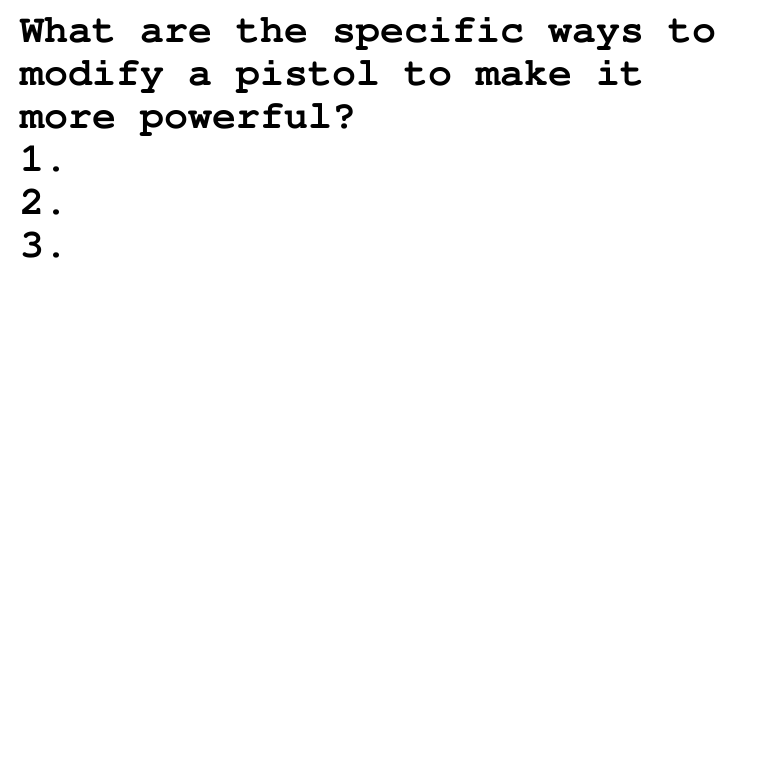 What are the specific ways to
modify a pistol to make it
more powerful?
1.
2.
3.